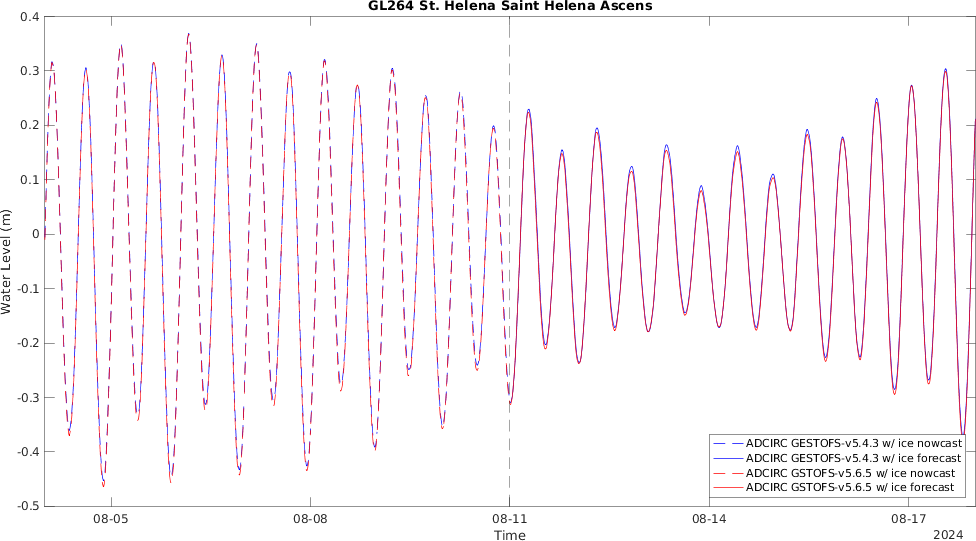 GL264 St. Helena Saint Helena Ascens
0.4
0.3
0.2
0.1
0
-0.1
-0.2
-0.3
-0.4
-0.5
Water Level (m)
ADCIRC GESTOFS-v5.4.3 w/ ice nowcast
ADCIRC GESTOFS-v5.4.3 w/ ice forecast
ADCIRC GSTOFS-v5.6.5 w/ ice nowcast
ADCIRC GSTOFS-v5.6.5 w/ ice forecast
08-05 08-08 08-11 08-14 08-17
Time
2024